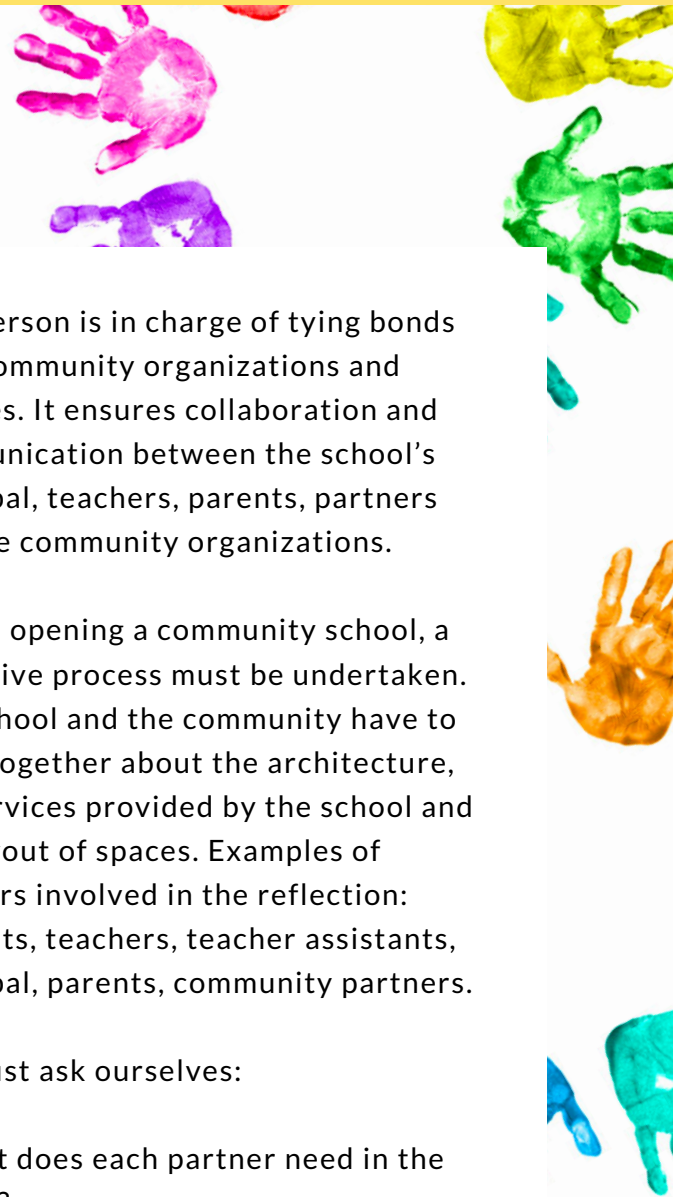 erson is in charge of tying bonds
ommunity organizations and
s. It ensures collaboration and
unication between the school’s
pal, teachers, parents, partners
e community organizations.
opening a community school, a
ive process must be undertaken.
hool and the community have to
ogether about the architecture,
rvices provided by the school and
out of spaces. Examples of
rs involved in the reflection:
ts, teachers, teacher assistants,
pal, parents, community partners.
st ask ourselves:
t does each partner need in the